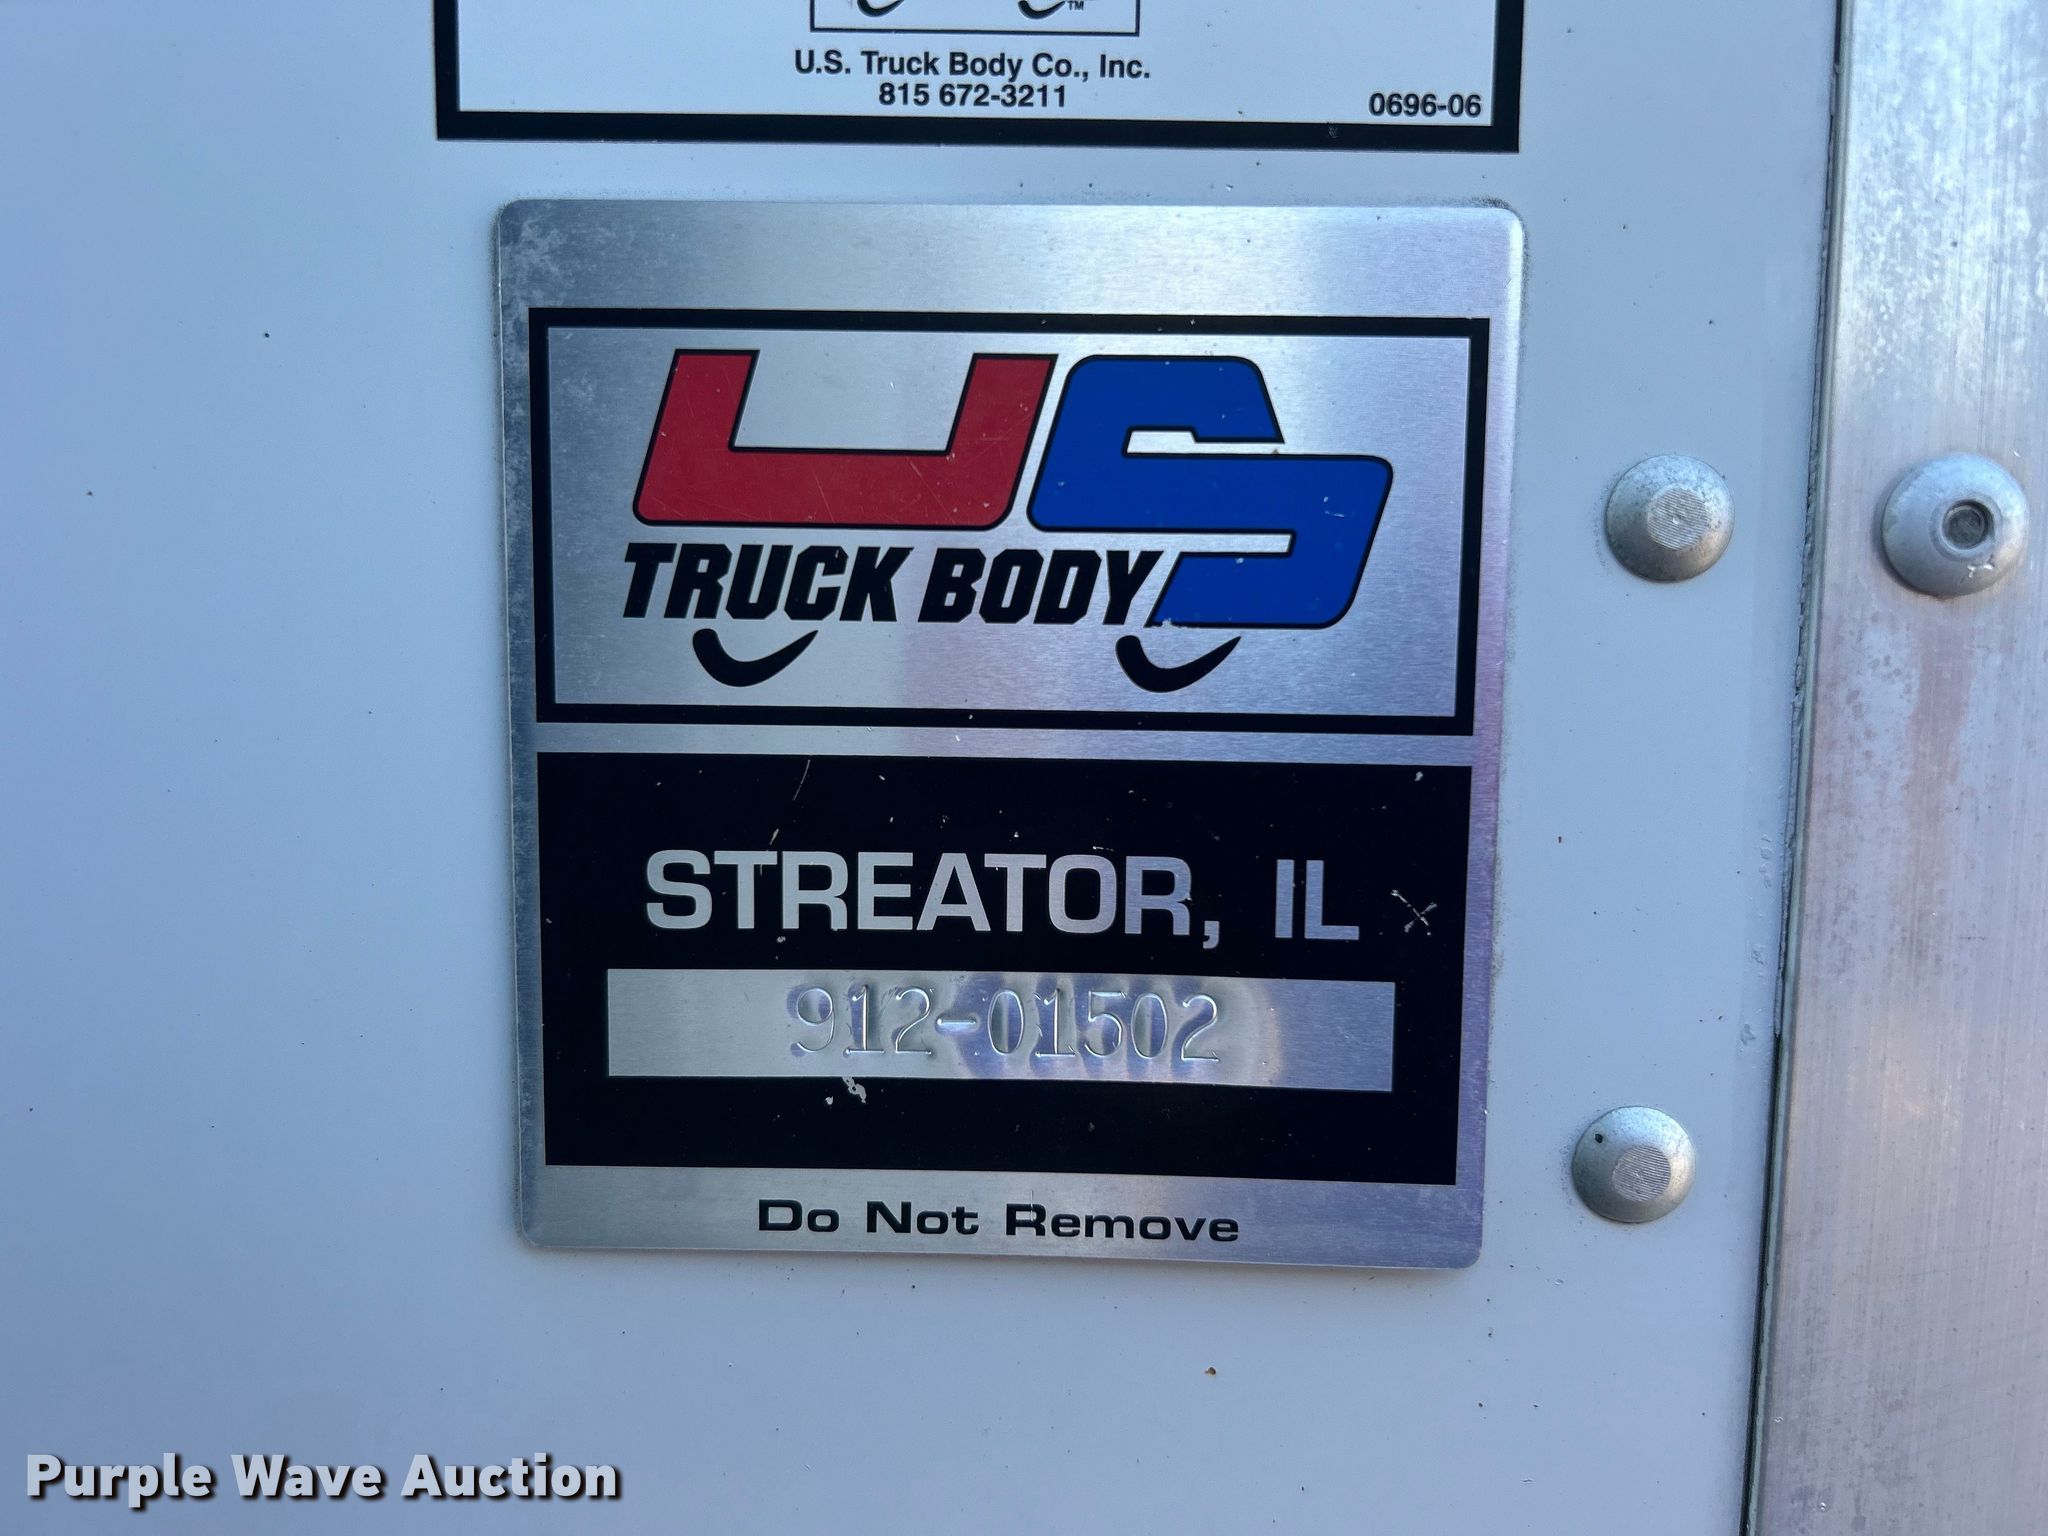 ™
U.S. Truck Body Co., Inc.
815 672-3211
0696-06
US
TRUCK BODY
STREATOR, IL
912-01502
Do Not Remove
Purple Wave Auction